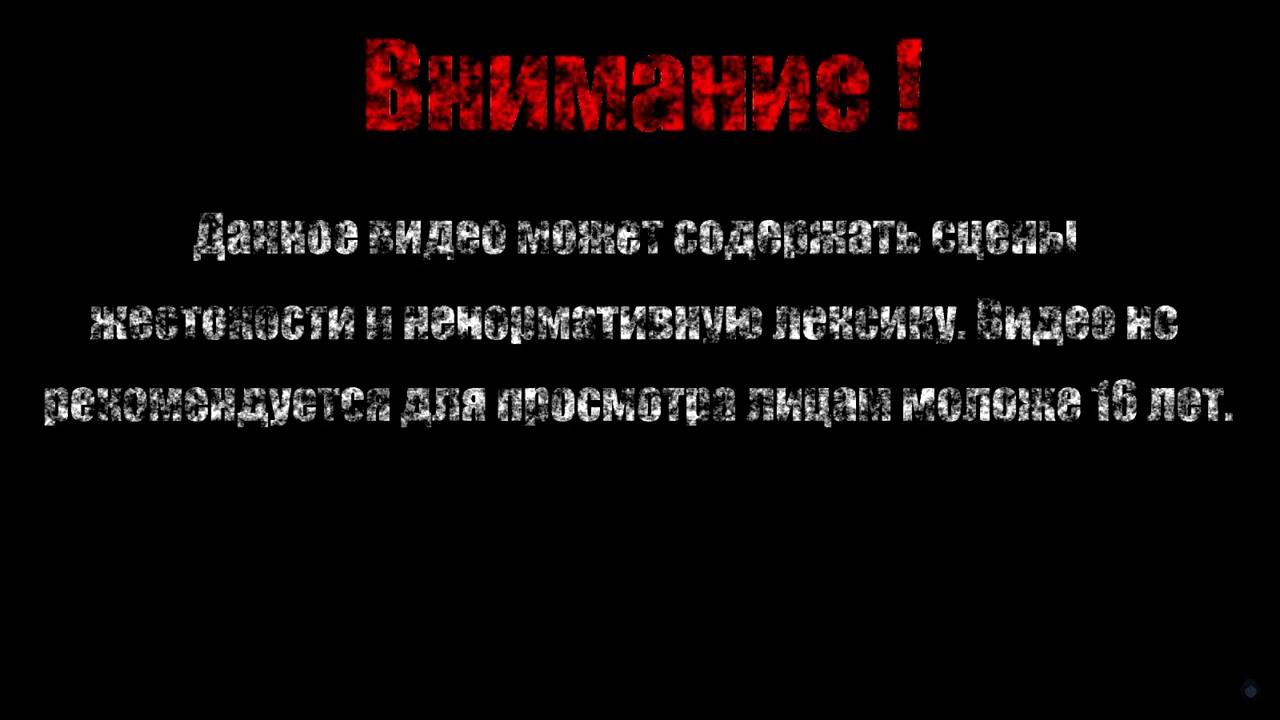 Внимание !
Данное видео может содержать сцены
жестокости и ненормативную лексику. Видео не
рекомендуется для просмотра лицам моложе 16 лет.